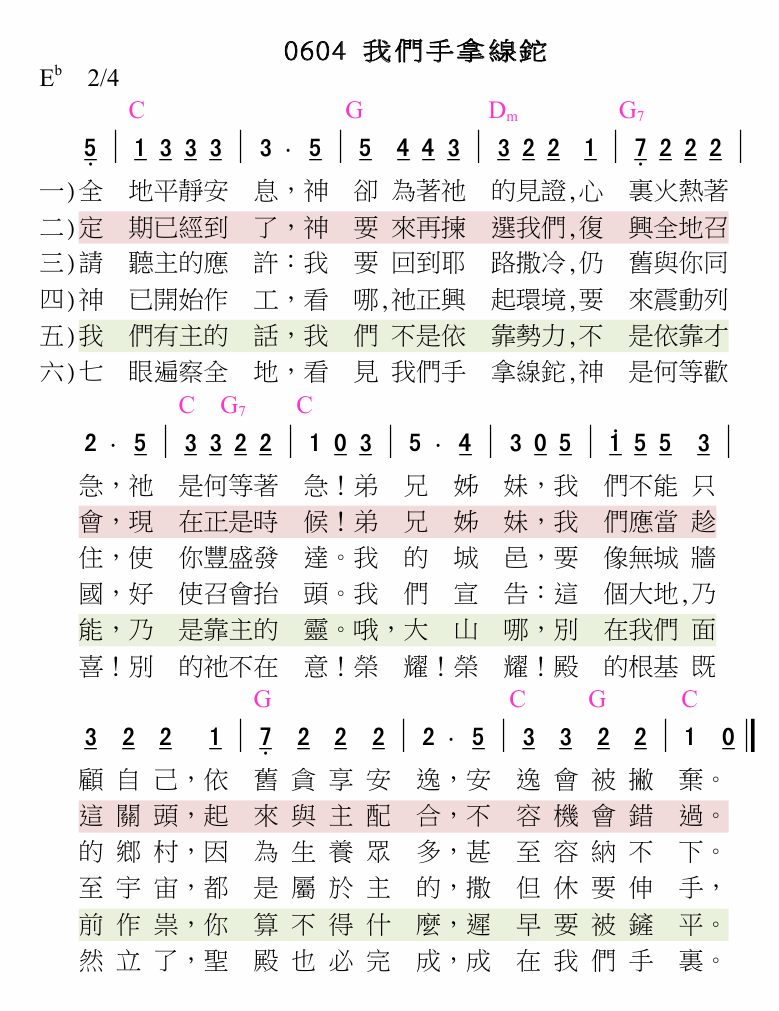 0604 我們手拿線鉈
E♭ 2/4
C G Dm G7
5 | 1 3 3 3 | 3 . 5 | 5 4 4 3 | 3 2 2 1 | 7 2 2 2 |
一)全 地平靜安 息，神 卻 為著祂 的見證,心 裏火熱著
二)定 期已經到 了，神 要 來再揀 選我們,復 興全地召
三)請 聽主的應 許：我 要 回到耶 路撒冷,仍 舊與你同
四)神 已開始作 工，看 哪,祂正興 起環境,要 來震動列
五)我 們有主的 話，我 們 不是依 靠勢力,不 是依靠才
六)七 眼遍察全 地，看 見 我們手 拿線鉈,神 是何等歡
C G7 C
2 . 5 | 3 3 2 2 | 1 0 3 | 5 . 4 | 3 0 5 | 1 5 5 3 |
急，祂 是何等著 急！弟 兄 姊 妹，我 們不能 只
會，現 在正是時 候！弟 兄 姊 妹，我 們應當 趁
住，使 你豐盛發 達。我 的 城 邑，要 像無城 牆
國，好 使召會抬 頭。我 們 宣 告：這 個大地,乃
能，乃 是靠主的 靈。哦，大 山 哪，別 在我們 面
喜！別 的祂不在 意！榮 耀！榮 耀！殿 的根基 既
G C G C
3 2 2 1 | 7 2 2 2 | 2 . 5 | 3 3 2 2 | 1 0 ‖
顧 自 己，依 舊 貪 享 安 逸，安 逸 會 被 撇 棄。
這 關 頭，起 來 與 主 配 合，不 容 機 會 錯 過。
的 鄉 村，因 為 生 養 眾 多，甚 至 容 納 不 下。
至 宇 宙，都 是 屬 於 主 的，撒 但 休 要 伸 手，
前 作 祟，你 算 不 得 什 麼，遲 早 要 被 鏟 平。
然 立 了，聖 殿 也 必 完 成，成 在 我 們 手 裏。